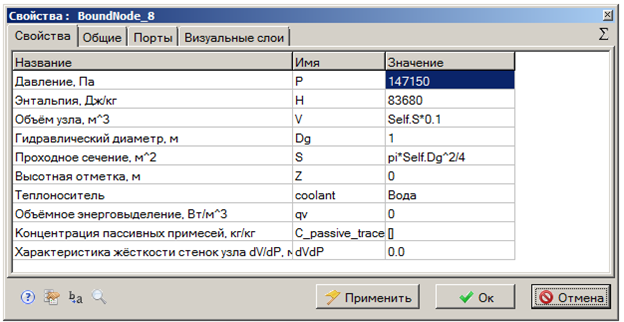 Свойства: BoundNode_8
Свойства Общие Порты Визуальные слои Σ
Название Имя Значение
Давление, Па P 147150
Энтальпия, Дж/кг H 83680
Объём узла, м^3 V Self.S*0.1
Гидравлический диаметр, м Dg 1
Проходное сечение, м^2 S pi*Self.Dg^2/4
Высотная отметка, м Z 0
Теплоноситель coolant Вода
Объёмное энерговыделение, Вт/м^3 qv 0
Концентрация пассивных примесей, кг/кг C_passive_trace []
Характеристика жёсткости стенок узла dV/dP, м dVdP 0.0
? ba Применить Ок Отмена